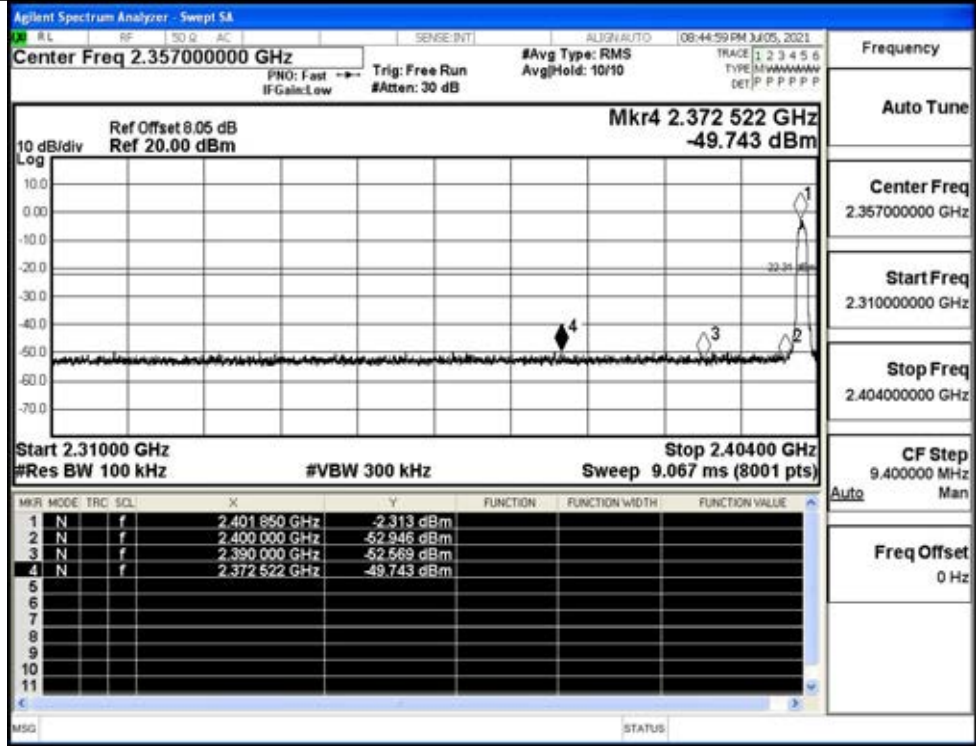 Agilent Spectrum Analyzer - Swept SA
RL RF 50 Ω AC SENSE:INT ALIGN AUTO 08:44:59 PM Jul 05, 2021
Center Freq 2.357000000 GHz
PNO: Fast
IFGain:Low
Trig: Free Run
#Atten: 30 dB
#Avg Type: RMS
Avg|Hold: 10/10
TRACE 1 2 3 4 5 6
TYPE MWWWWW
DET P P P P P P
Frequency
Auto Tune
Center Freq
2.357000000 GHz
Start Freq
2.310000000 GHz
Stop Freq
2.404000000 GHz
CF Step
9.400000 MHz
Auto Man
Freq Offset
0 Hz
Mkr4 2.372 522 GHz
-49.743 dBm
Ref Offset 8.05 dB
10 dB/div Ref 20.00 dBm
Log
10.0
0.00
-10.0
-20.0
-30.0
-40.0
-50.0
-60.0
-70.0
1
-22.31 dBm
4
3
2
Start 2.31000 GHz Stop 2.40400 GHz
#Res BW 100 kHz #VBW 300 kHz Sweep 9.067 ms (8001 pts)
MKR MODE TRC SCL X Y FUNCTION FUNCTION WIDTH FUNCTION VALUE
1 N f 2.401 850 GHz -2.313 dBm
2 N f 2.400 000 GHz -52.946 dBm
3 N f 2.390 000 GHz -52.569 dBm
4 N f 2.372 522 GHz -49.743 dBm
5
6
7
8
9
10
11
MSG STATUS